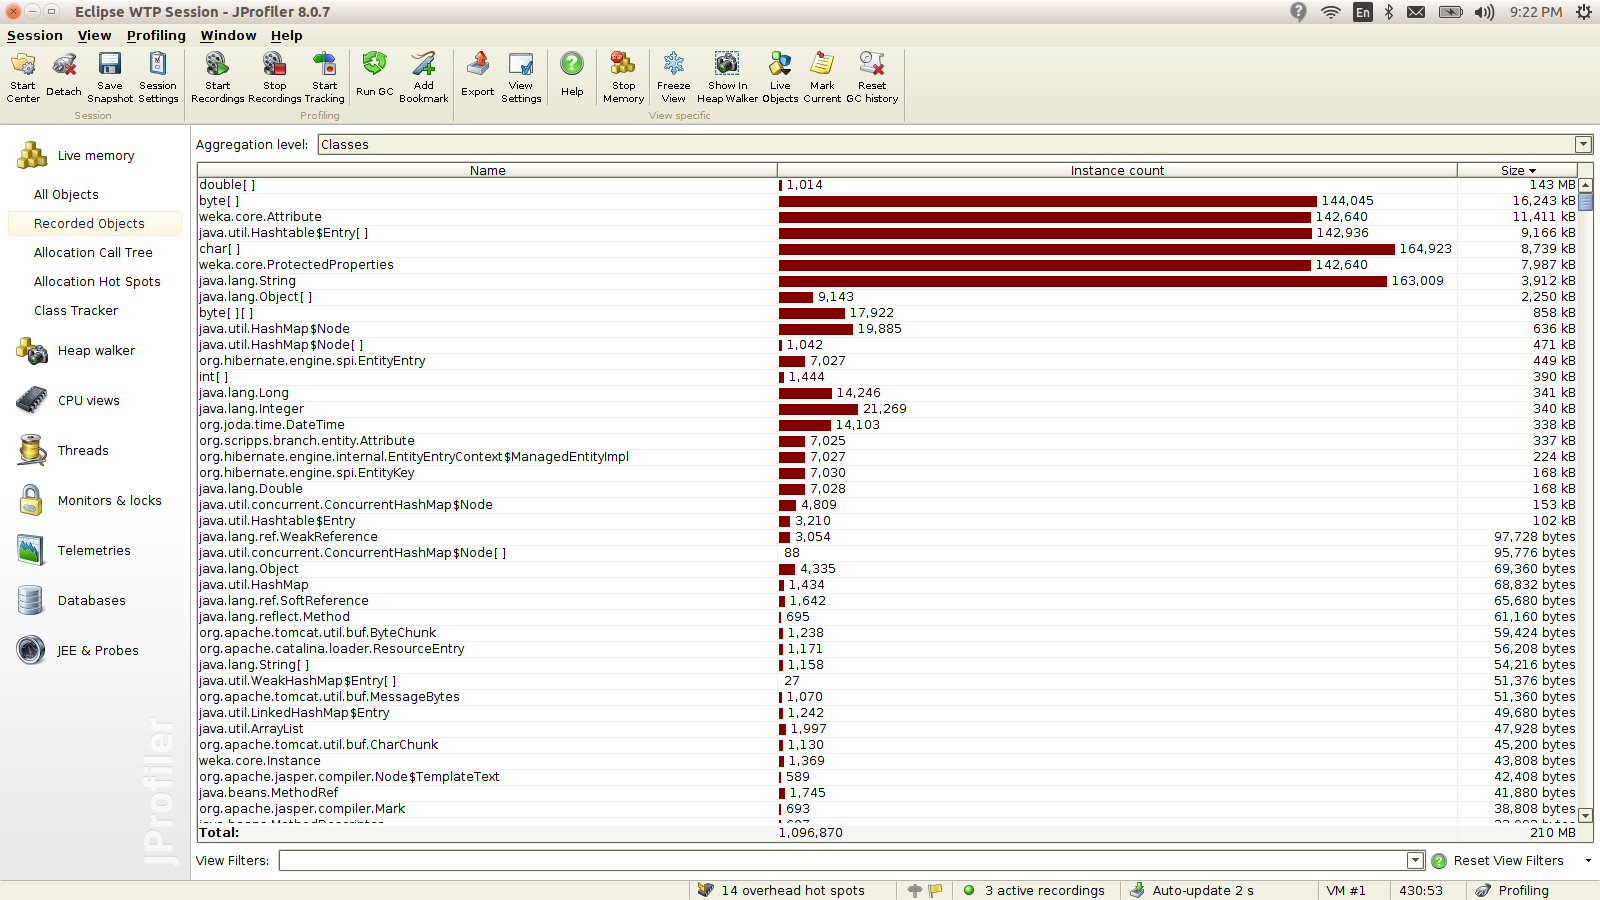 Eclipse WTP Session - JProfiler 8.0.7
En
9:22 PM
Session View Profiling Window Help
Start Center
Detach
Save Snapshot
Session Settings
Start Recordings
Stop Recordings
Start Tracking
Run GC
Add Bookmark
Export
View Settings
Help
Stop Memory
Freeze View
Show In Heap Walker
Live Objects
Mark Current
Reset GC history
Session
Profiling
View specific
Live memory
All Objects
Recorded Objects
Allocation Call Tree
Allocation Hot Spots
Class Tracker
Heap walker
CPU views
Threads
Monitors & locks
Telemetries
Databases
JEE & Probes
JProfiler
Aggregation level: Classes
Name Instance count Size
double[ ] 1,014 143 MB
byte[ ] 144,045 16,243 kB
weka.core.Attribute 142,640 11,411 kB
java.util.Hashtable$Entry[ ] 142,936 9,166 kB
char[ ] 164,923 8,739 kB
weka.core.ProtectedProperties 142,640 7,987 kB
java.lang.String 163,009 3,912 kB
java.lang.Object[ ] 9,143 2,250 kB
byte[ ][ ] 17,922 858 kB
java.util.HashMap$Node 19,885 636 kB
java.util.HashMap$Node[ ] 1,042 471 kB
org.hibernate.engine.spi.EntityEntry 7,027 449 kB
int[ ] 1,444 390 kB
java.lang.Long 14,246 341 kB
java.lang.Integer 21,269 340 kB
org.joda.time.DateTime 14,103 338 kB
org.scripps.branch.entity.Attribute 7,025 337 kB
org.hibernate.engine.internal.EntityEntryContext$ManagedEntityImpl 7,027 224 kB
org.hibernate.engine.spi.EntityKey 7,030 168 kB
java.lang.Double 7,028 168 kB
java.util.concurrent.ConcurrentHashMap$Node 4,809 153 kB
java.util.Hashtable$Entry 3,210 102 kB
java.lang.ref.WeakReference 3,054 97,728 bytes
java.util.concurrent.ConcurrentHashMap$Node[ ] 88 95,776 bytes
java.lang.Object 4,335 69,360 bytes
java.util.HashMap 1,434 68,832 bytes
java.lang.ref.SoftReference 1,642 65,680 bytes
java.lang.reflect.Method 695 61,160 bytes
org.apache.tomcat.util.buf.ByteChunk 1,238 59,424 bytes
org.apache.catalina.loader.ResourceEntry 1,171 56,208 bytes
java.lang.String[ ] 1,158 54,216 bytes
java.util.WeakHashMap$Entry[ ] 27 51,376 bytes
org.apache.tomcat.util.buf.MessageBytes 1,070 51,360 bytes
java.util.LinkedHashMap$Entry 1,242 49,680 bytes
java.util.ArrayList 1,997 47,928 bytes
org.apache.tomcat.util.buf.CharChunk 1,130 45,200 bytes
weka.core.Instance 1,369 43,808 bytes
org.apache.jasper.compiler.Node$TemplateText 589 42,408 bytes
java.beans.MethodRef 1,745 41,880 bytes
org.apache.jasper.compiler.Mark 693 38,808 bytes
Total: 1,096,870 210 MB
View Filters: Reset View Filters
14 overhead hot spots 3 active recordings Auto-update 2 s VM #1 430:53 Profiling